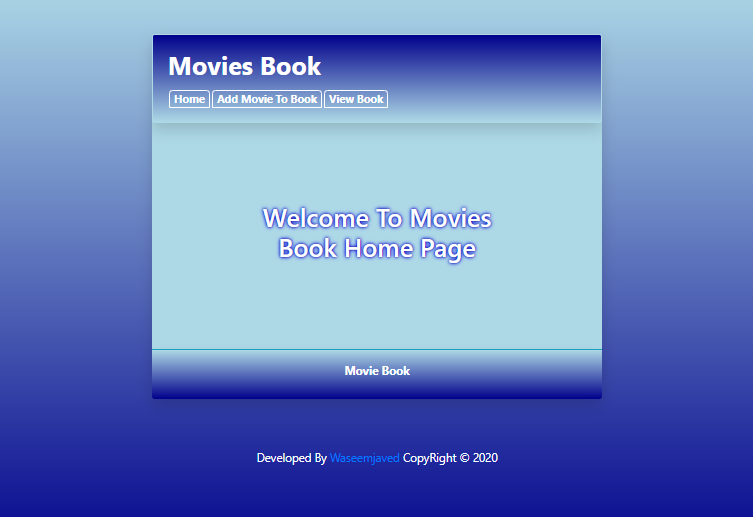 Movies Book
Home Add Movie To Book View Book
Welcome To Movies
Book Home Page
Movie Book
Developed By Waseemjaved CopyRight © 2020